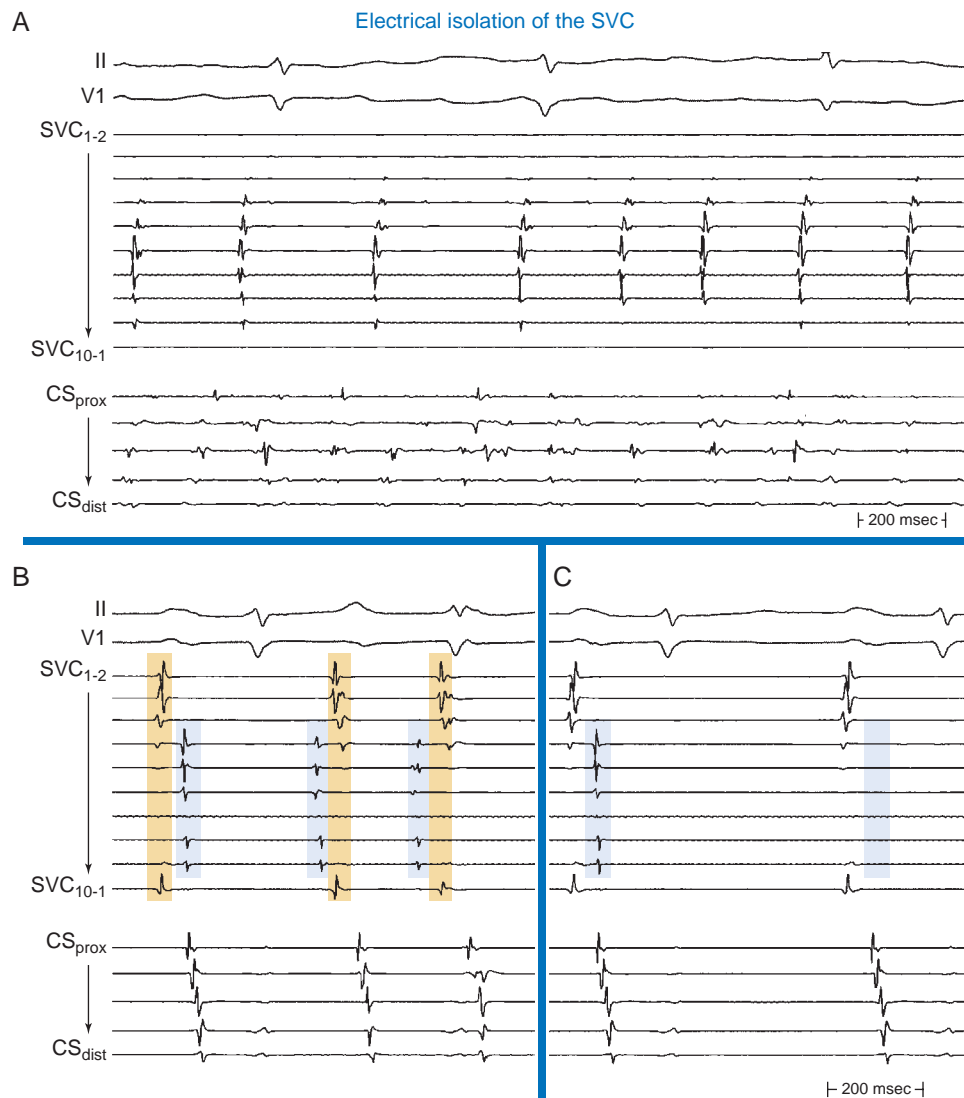 A
Electrical isolation of the SVC
II
V1
SVC1-2
SVC10-1
CSprox
CSdist
200 msec
B
II
V1
SVC1-2
SVC10-1
CSprox
CSdist
C
200 msec